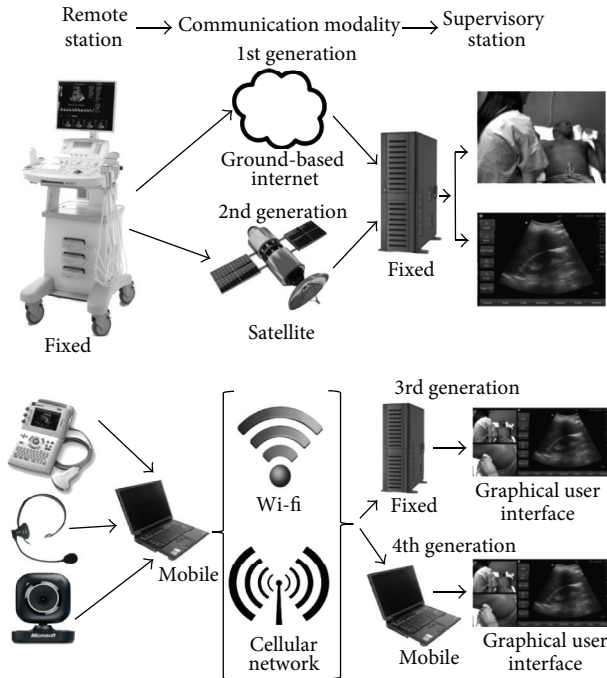 Remote station
Communication modality
Supervisory station
1st generation
Ground-based internet
2nd generation
Satellite
Fixed
Fixed
3rd generation
Wi-fi
Fixed
Graphical user interface
Mobile
4th generation
Microsoft
Cellular network
Mobile
Graphical user interface